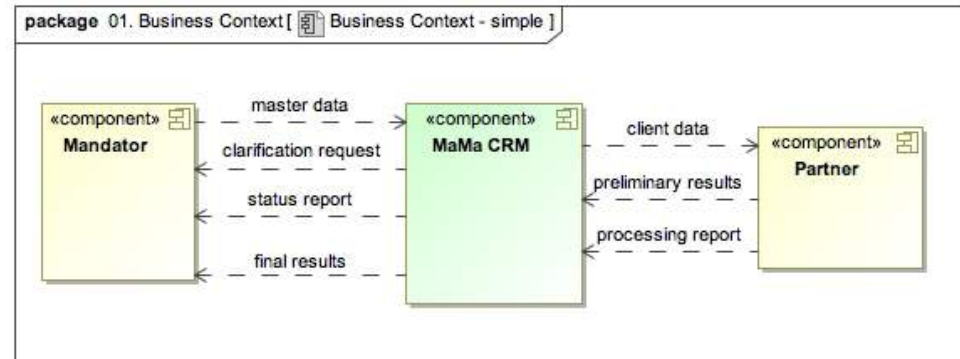 package 01. Business Context [ Business Context - simple ]
«component»
Mandator
master data
clarification request
status report
final results
«component»
MaMa CRM
client data
preliminary results
processing report
«component»
Partner